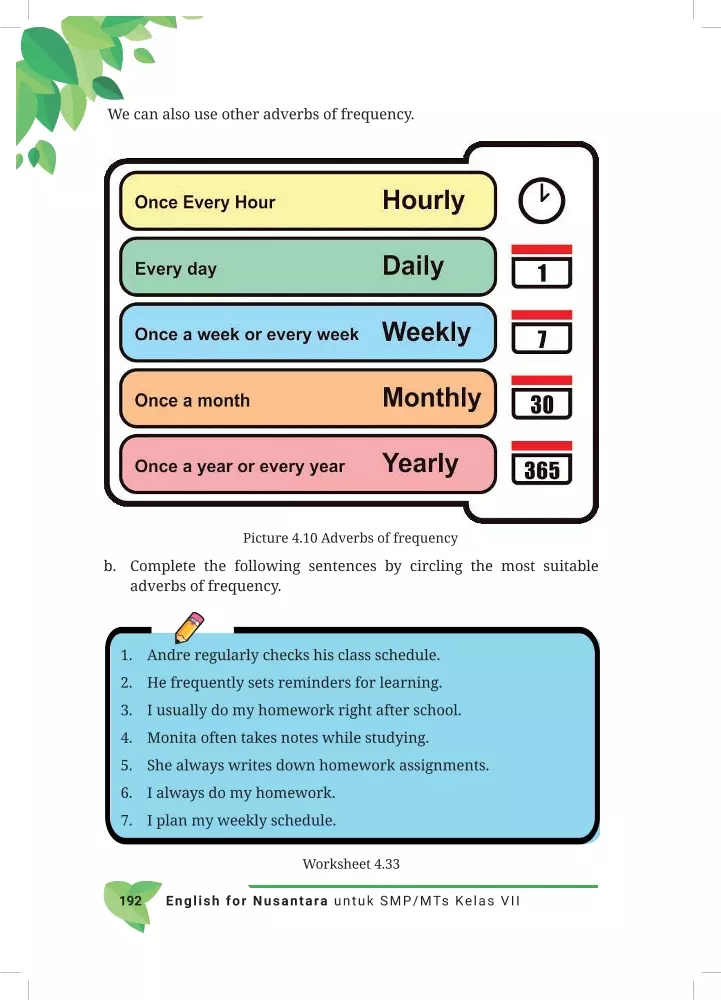 We can also use other adverbs of frequency.
Once Every Hour Hourly
Every day Daily 1
Once a week or every week Weekly 7
Once a month Monthly 30
Once a year or every year Yearly 365
Picture 4.10 Adverbs of frequency
b. Complete the following sentences by circling the most suitable
adverbs of frequency.
1. Andre regularly checks his class schedule.
2. He frequently sets reminders for learning.
3. I usually do my homework right after school.
4. Monita often takes notes while studying.
5. She always writes down homework assignments.
6. I always do my homework.
7. I plan my weekly schedule.
Worksheet 4.33
192 English for Nusantara untuk SMP/MTs Kelas VII